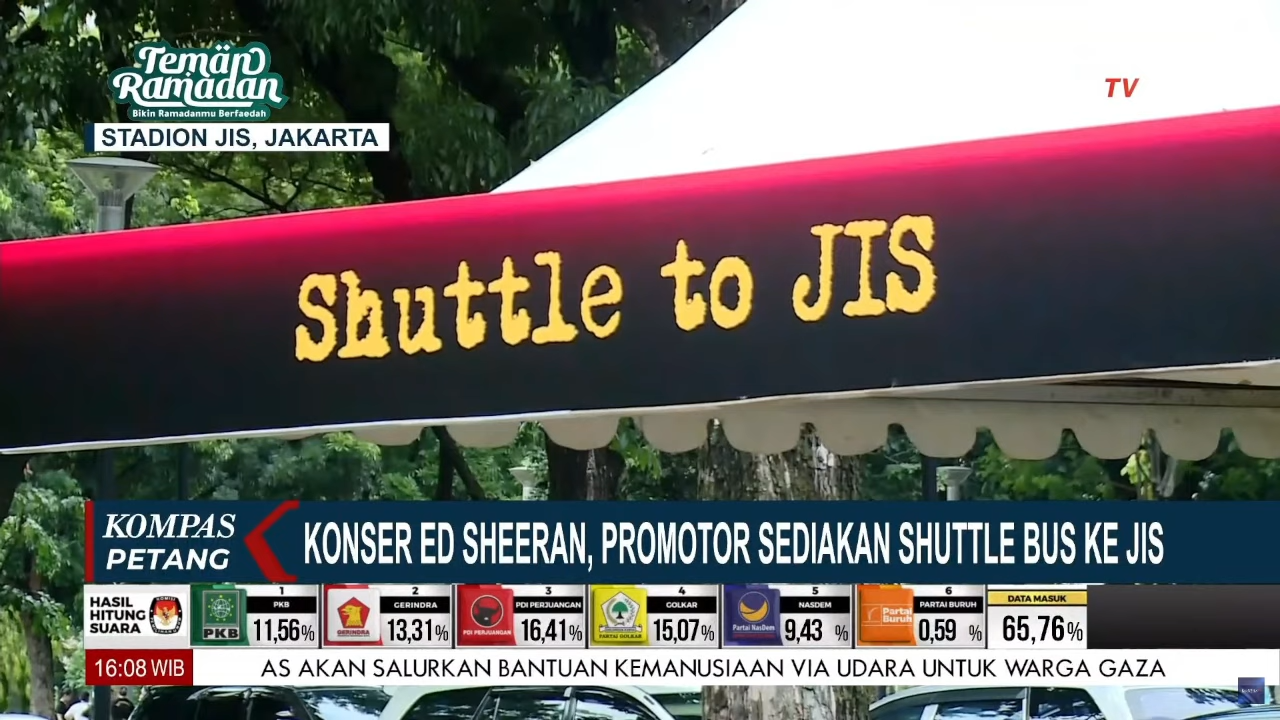 Teman
Ramadan
Bikin Ramadanmu Berfaedah
TV
STADION JIS, JAKARTA
Shuttle to JIS
KOMPAS
PETANG
KONSER ED SHEERAN, PROMOTOR SEDIAKAN SHUTTLE BUS KE JIS
HASIL
HITUNG
SUARA
PKB
1
PKB
11,56%
GERINDRA
2
GERINDRA
13,31%
PDI PERJUANGAN
3
PDI PERJUANGAN
16,41%
PARTAI GOLKAR
4
GOLKAR
15,07%
Partai NasDem
5
NASDEM
9,43 %
Partai
Buruh
6
PARTAI BURUH
0,59 %
DATA MASUK
65,76%
16:08 WIB
AS AKAN SALURKAN BANTUAN KEMANUSIAAN VIA UDARA UNTUK WARGA GAZA